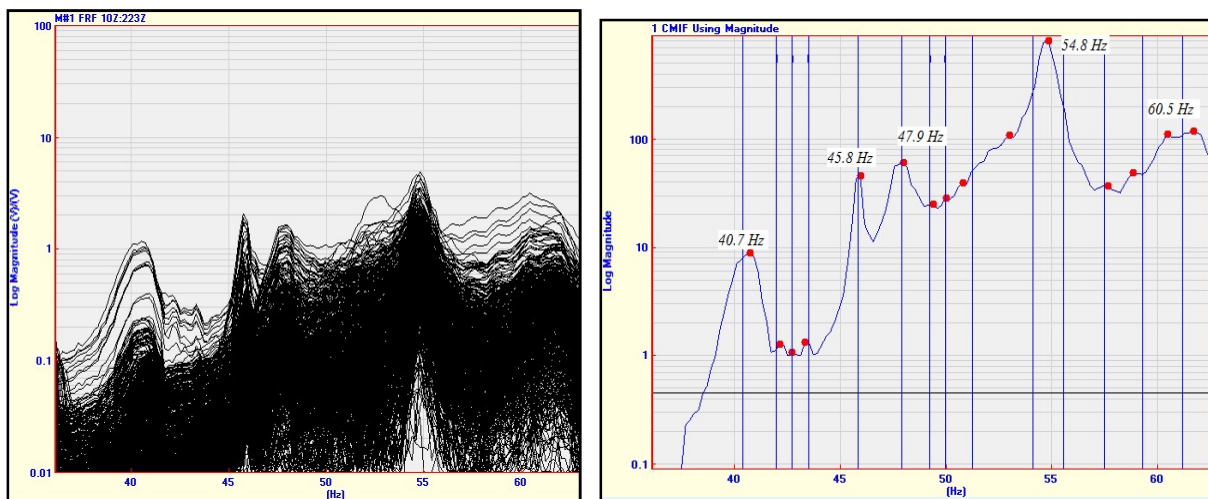 M#1 FRF 10Z:223Z
100
10
1
0.1
0.01
Log Magnitude (V)/(V)
40
45
50
55
60
(Hz)
1 CMIF Using Magnitude
54.8 Hz
60.5 Hz
47.9 Hz
45.8 Hz
40.7 Hz
100
10
1
0.1
Log Magnitude
40
45
50
55
60
(Hz)